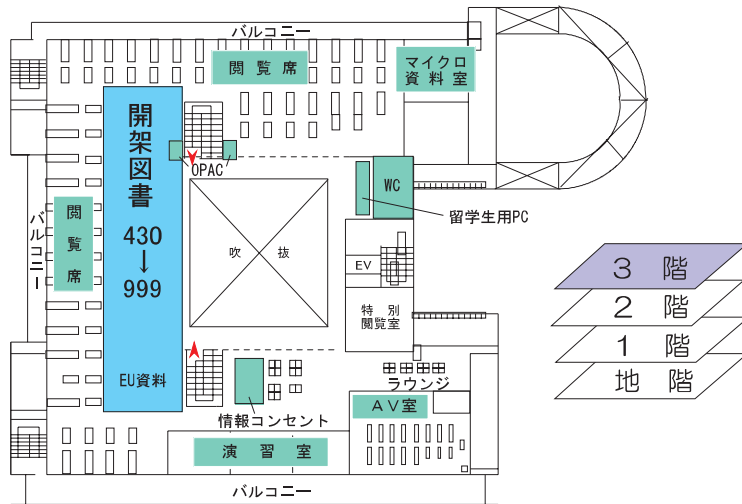 バルコニー
閲覧席
マイクロ
資料室
開架図書
430
↓
999
EU資料
OPAC
WC
留学生用PC
閲覧席
バルコニー
吹抜
EV
特別
閲覧室
3階
2階
1階
地階
ラウンジ
AV室
情報コンセント
演習室
バルコニー